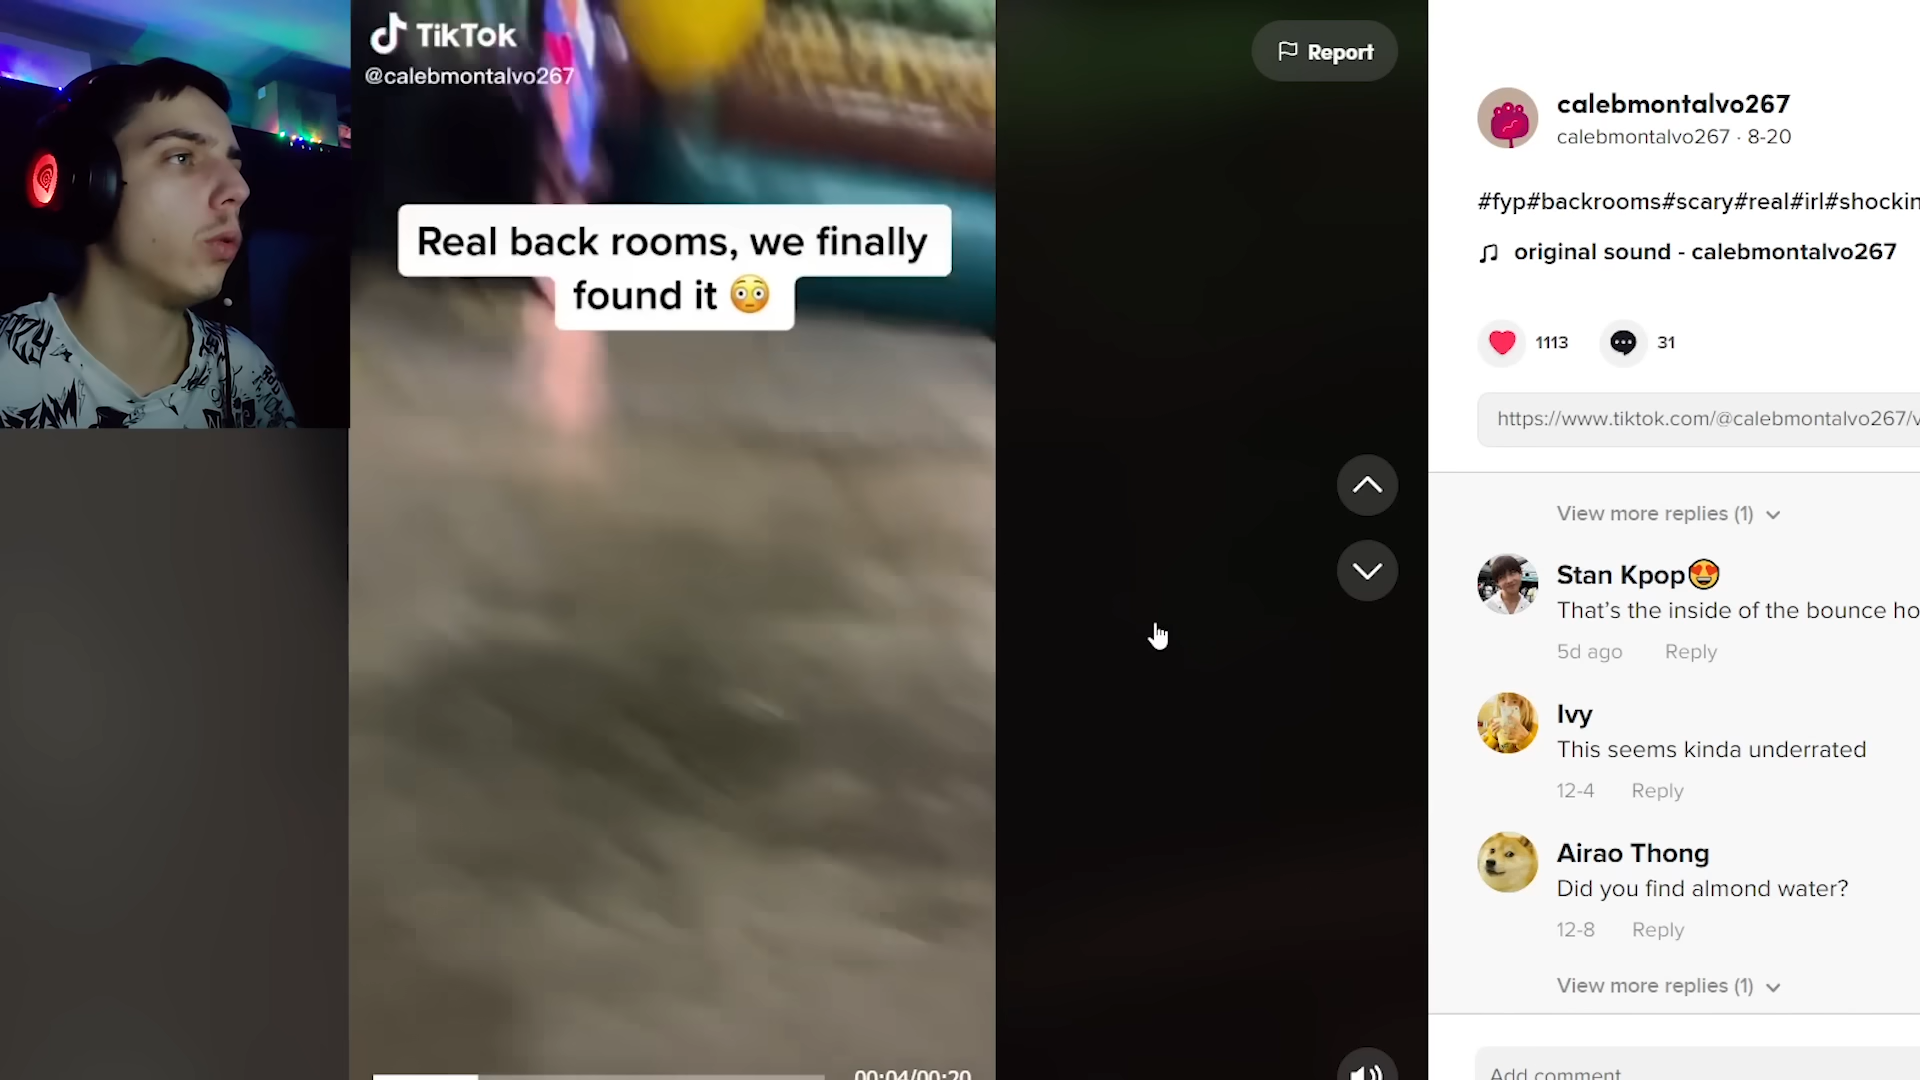 TikTok
@calebmontalvo267
Real back rooms, we finally
found it 😳
00:04/00:20
Report
calebmontalvo267
calebmontalvo267 · 8-20
#fyp#backrooms#scary#real#irl#shockin
original sound - calebmontalvo267
1113
31
https://www.tiktok.com/@calebmontalvo267/v
View more replies (1)
Stan Kpop😍
That's the inside of the bounce ho
5d ago Reply
Ivy
This seems kinda underrated
12-4 Reply
Airao Thong
Did you find almond water?
12-8 Reply
View more replies (1)
Add comment